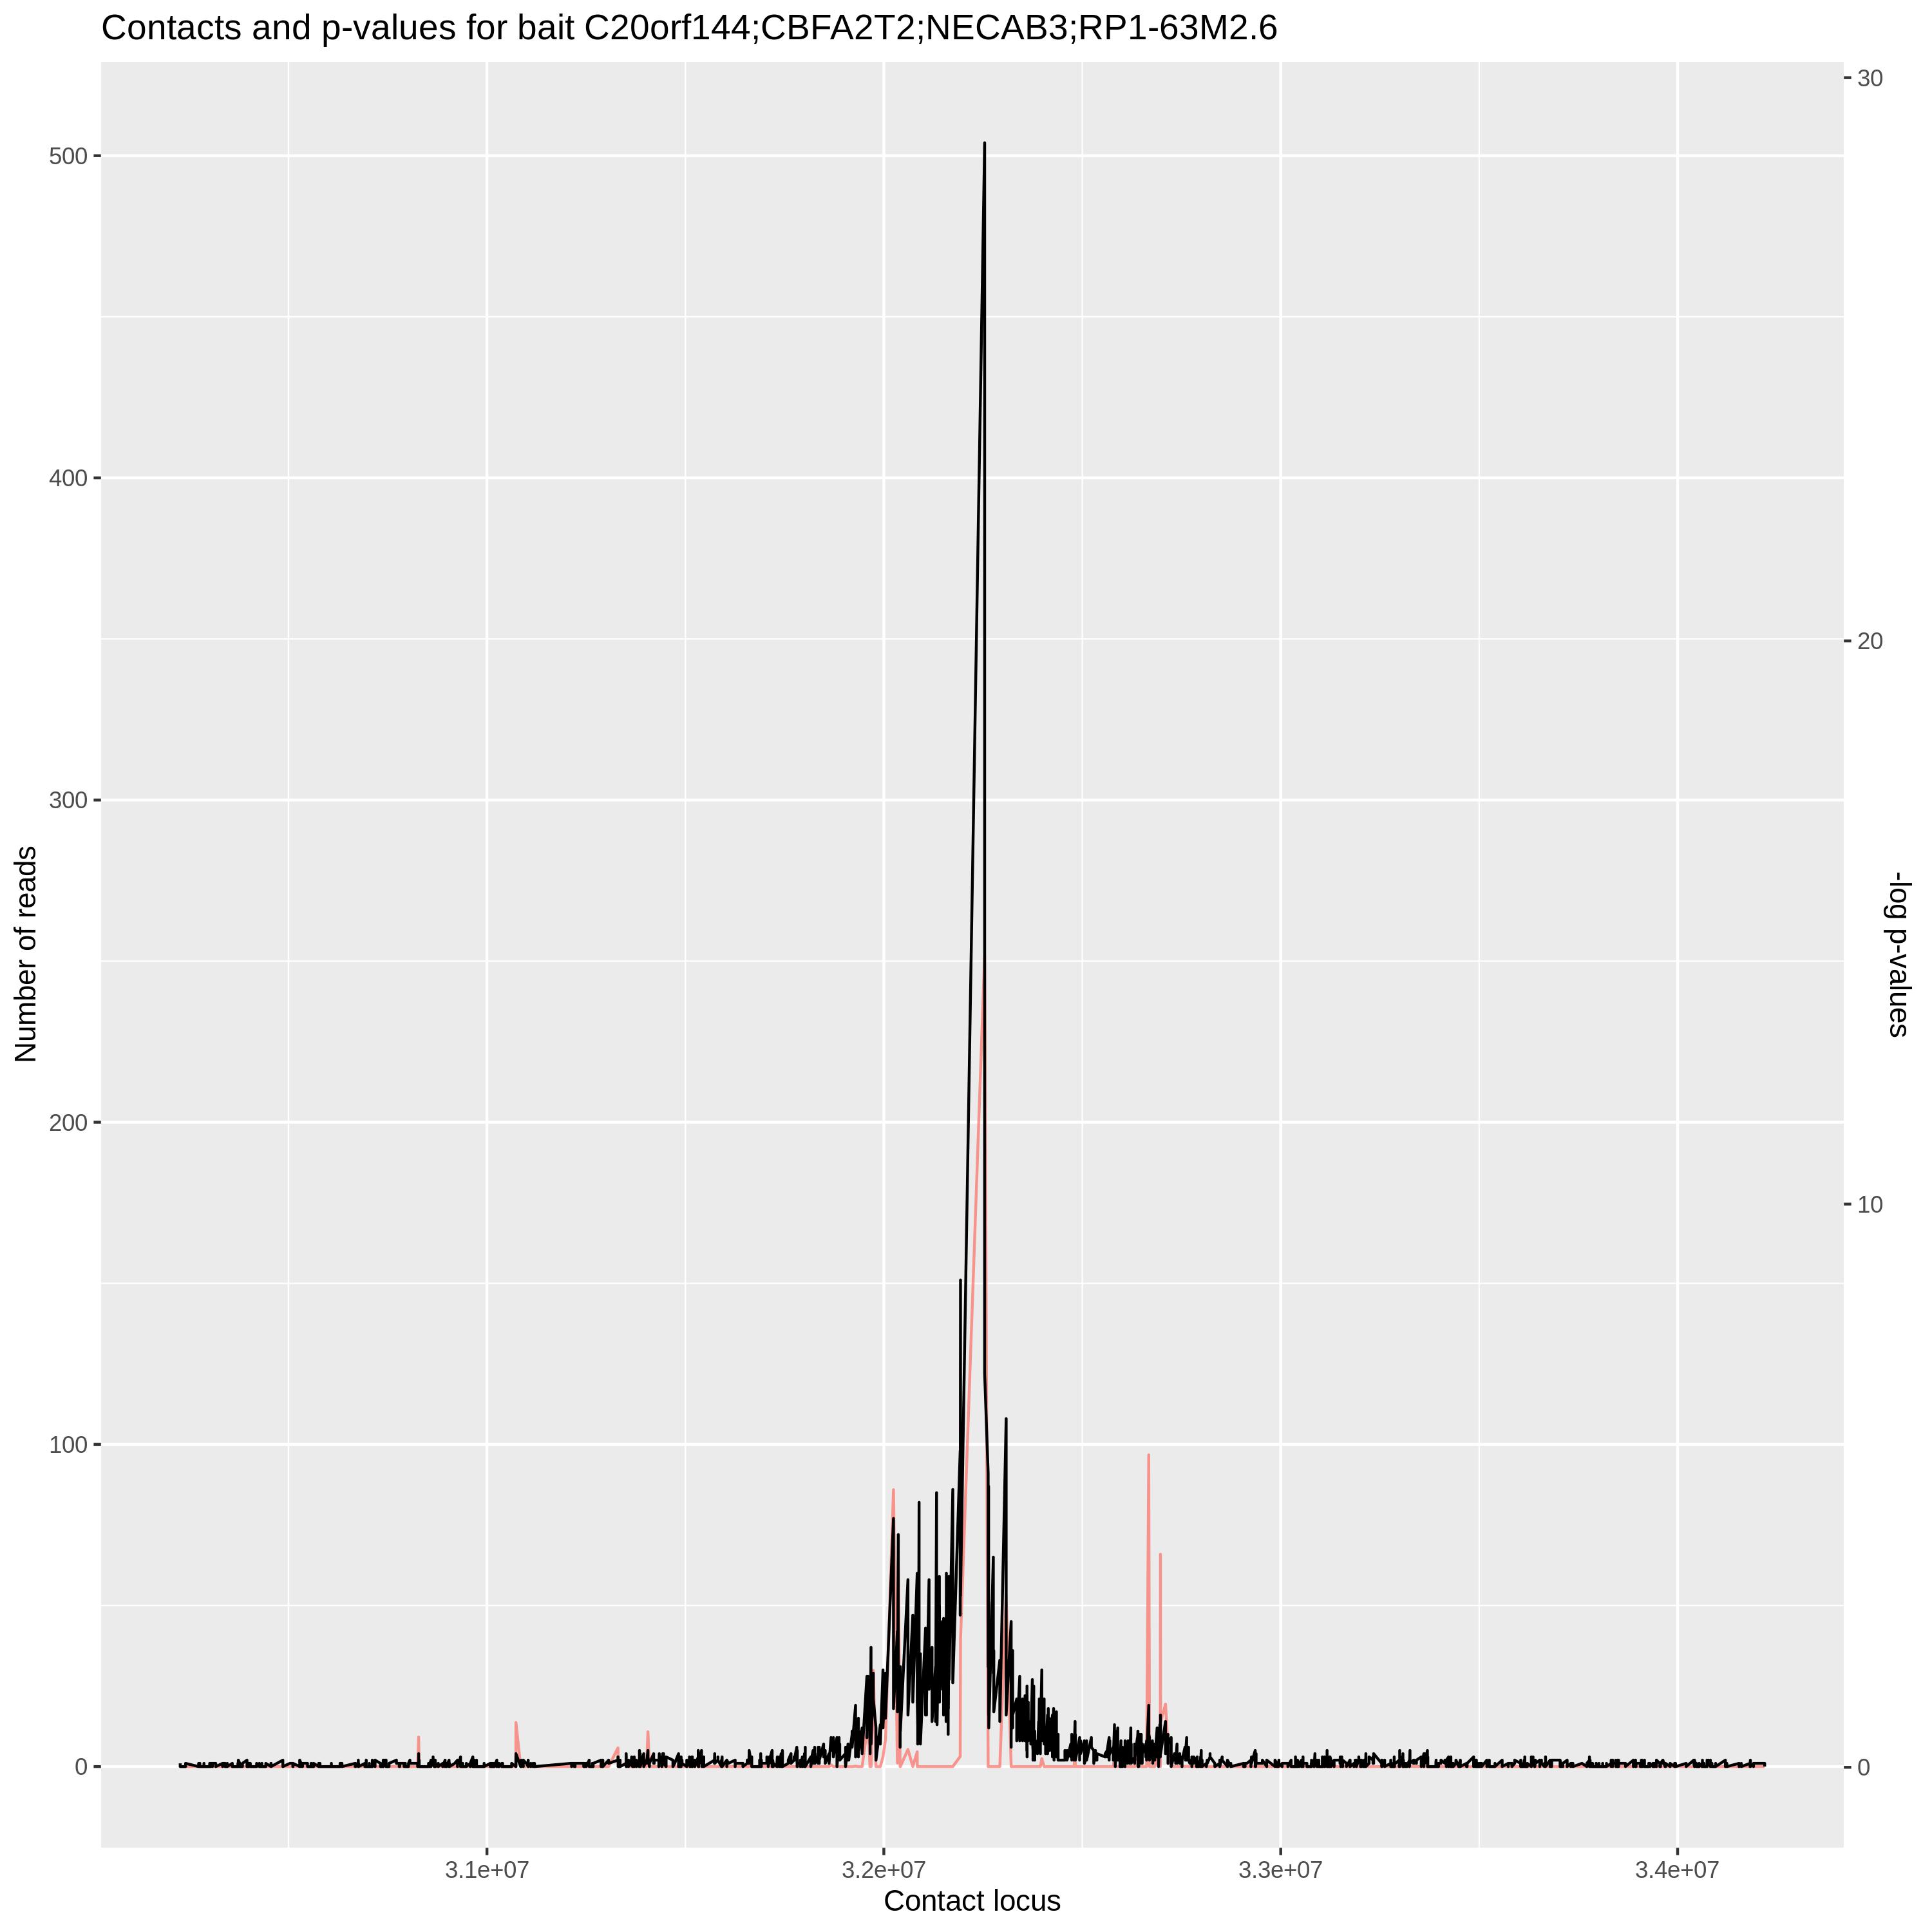 Contacts and p-values for bait C20orf144;CBFA2T2;NECAB3;RP1-63M2.6
500
400
300
200
100
0
Number of reads
30
20
10
0
-log p-values
3.1e+07
3.2e+07
3.3e+07
3.4e+07
Contact locus